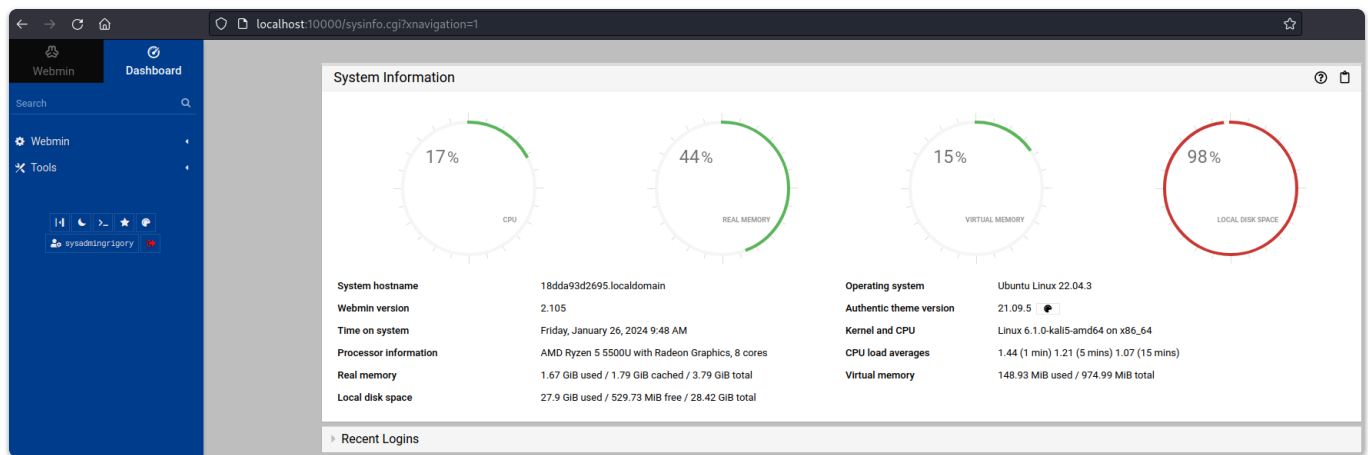 localhost:10000/sysinfo.cgi?xnavigation=1
Webmin
Dashboard
Search
Webmin
Tools
sysadmingrigory
System Information
17%
CPU
44%
REAL MEMORY
15%
VIRTUAL MEMORY
98%
LOCAL DISK SPACE
System hostname 18dda93d2695.localdomain Operating system Ubuntu Linux 22.04.3
Webmin version 2.105 Authentic theme version 21.09.5
Time on system Friday, January 26, 2024 9:48 AM Kernel and CPU Linux 6.1.0-kali5-amd64 on x86_64
Processor information AMD Ryzen 5 5500U with Radeon Graphics, 8 cores CPU load averages 1.44 (1 min) 1.21 (5 mins) 1.07 (15 mins)
Real memory 1.67 GiB used / 1.79 GiB cached / 3.79 GiB total Virtual memory 148.93 MiB used / 974.99 MiB total
Local disk space 27.9 GiB used / 529.73 MiB free / 28.42 GiB total
Recent Logins